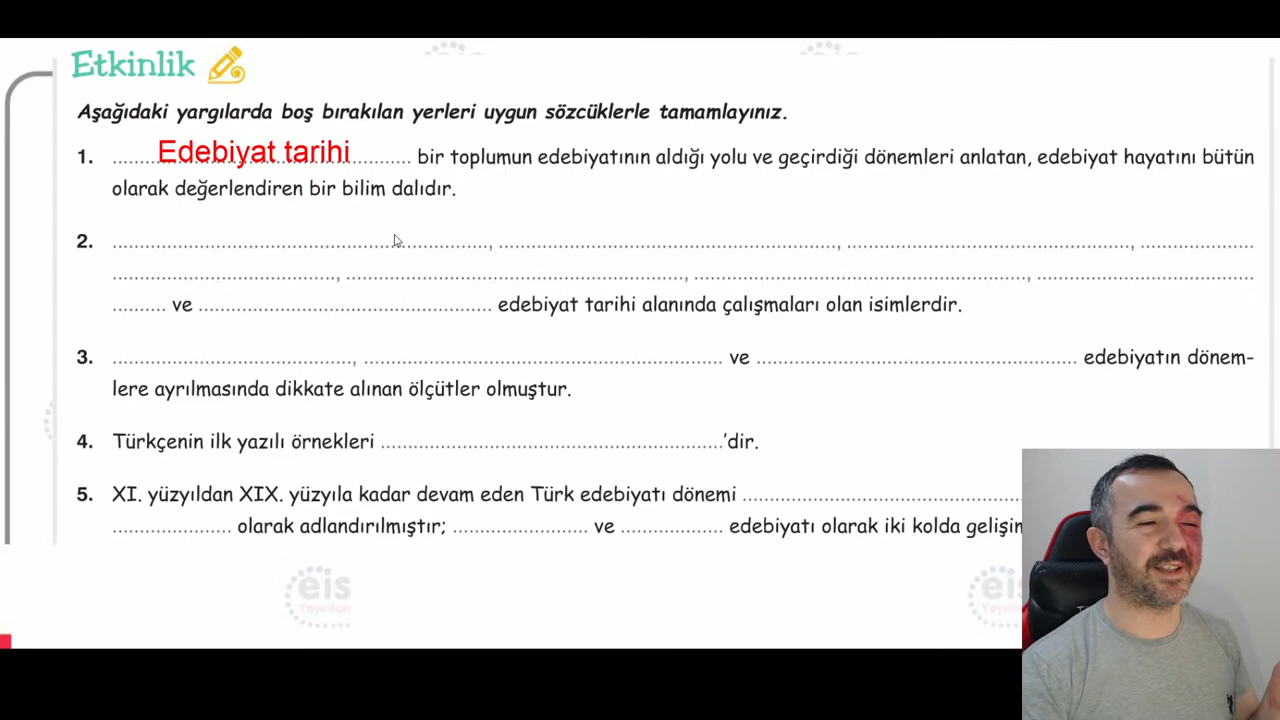 Etkinlik
Aşağıdaki yargılarda boş bırakılan yerleri uygun sözcüklerle tamamlayınız.
1. ....... Edebiyat tarihi ....... bir toplumun edebiyatının aldığı yolu ve geçirdiği dönemleri anlatan, edebiyat hayatını bütün
olarak değerlendiren bir bilim dalıdır.
2. ......................, ......................, ......................, ......................
......................, ......................, ......................, ......................
.......... ve ...................... edebiyat tarihi alanında çalışmaları olan isimlerdir.
3. ......................, ...................... ve ...................... edebiyatın dönem-
lere ayrılmasında dikkate alınan ölçütler olmuştur.
4. Türkçenin ilk yazılı örnekleri ......................'dir.
5. XI. yüzyıldan XIX. yüzyıla kadar devam eden Türk edebiyatı dönemi ......................
...................... olarak adlandırılmıştır; ...................... ve ...................... edebiyatı olarak iki kolda
eis
Yayınları
eis